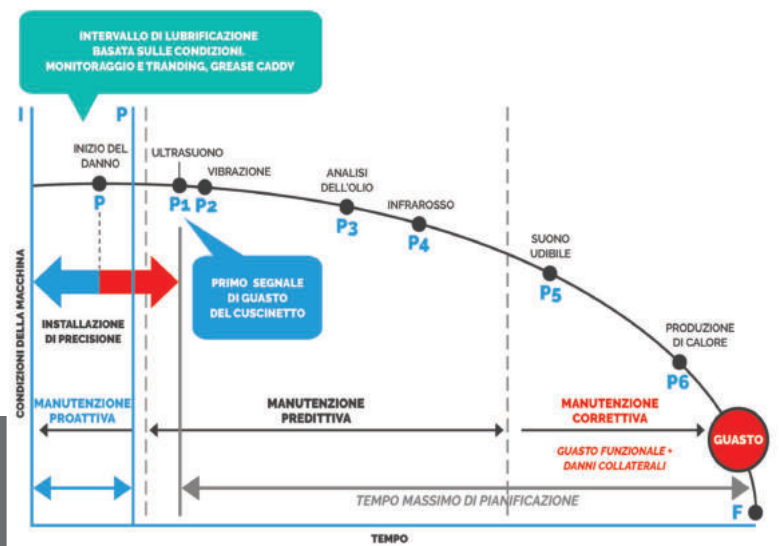 INTERVALLO DI LUBRIFICAZIONE
BASATA SULLE CONDIZIONI.
MONITORAGGIO E TRANDING, GREASE CADDY
I
P
INIZIO DEL
DANNO
P
ULTRASUONO
P1
VIBRAZIONE
P2
ANALISI
DELL'OLIO
P3
INFRAROSSO
P4
SUONO
UDIBILE
P5
PRODUZIONE
DI CALORE
P6
PRIMO SEGNALE
DI GUASTO
DEL CUSCINETTO
INSTALLAZIONE
DI PRECISIONE
CONDIZIONI DELLA MACCHINA
MANUTENZIONE
PROATTIVA
MANUTENZIONE
PREDITTIVA
MANUTENZIONE
CORRETTIVA
GUASTO FUNZIONALE +
DANNI COLLATERALI
GUASTO
TEMPO MASSIMO DI PIANIFICAZIONE
F
TEMPO